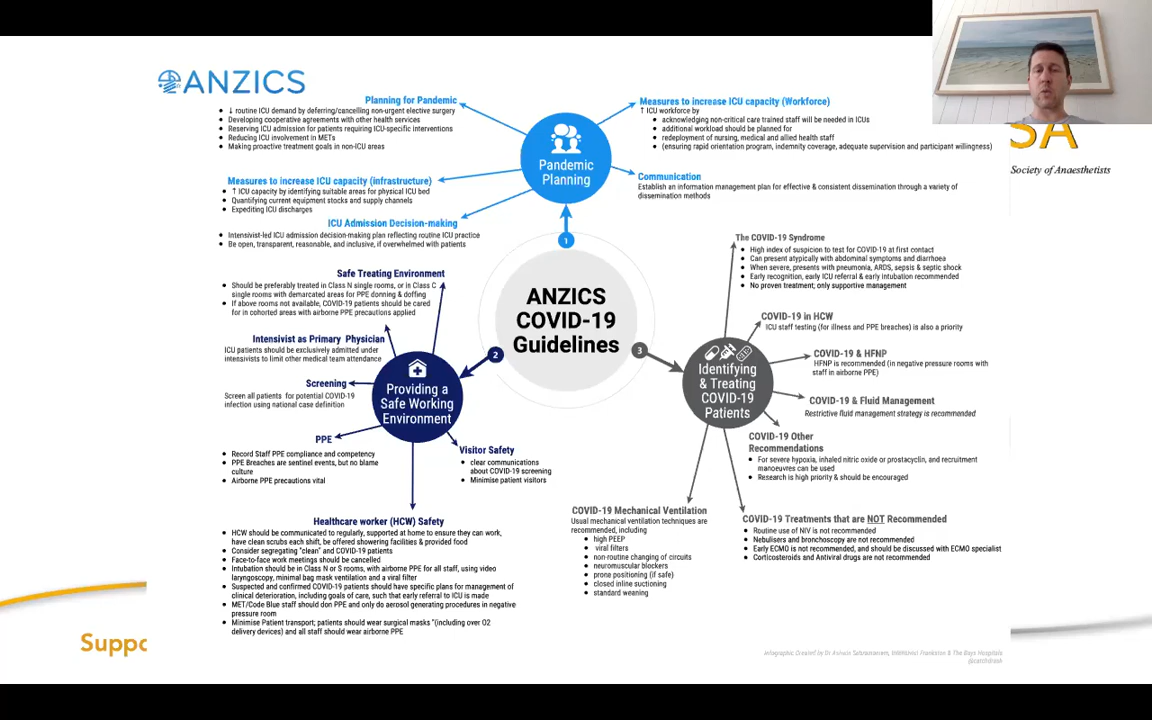 ANZICS
Planning for Pandemic
↓ routine ICU demand by deferring/cancelling non-urgent elective surgery
Developing cooperative agreements with other health services
Reserving ICU admission for patients requiring ICU-specific interventions
Reducing ICU involvement in METs
Making proactive treatment goals in non-ICU areas
Measures to increase ICU capacity (infrastructure)
↑ ICU capacity by identifying suitable areas for physical ICU bed
Quantifying current equipment stocks and supply channels
Expediting ICU discharges
ICU Admission Decision-making
Intensivist-led ICU admission decision-making plan reflecting routine ICU practice
Be open, transparent, reasonable, and inclusive, if overwhelmed with patients
Pandemic
Planning
Measures to increase ICU capacity (Workforce)
↑ ICU workforce by
acknowledging non-critical care trained staff will be needed in ICUs
additional workload should be planned for
redeployment of nursing, medical and allied health staff
(ensuring rapid orientation program, indemnity coverage, adequate supervision and participant willingness)
Communication
Establish an information management plan for effective & consistent dissemination through a variety of
dissemination methods
SA
Society of Anaesthetists
1
ANZICS
COVID-19
Guidelines
2
3
Safe Treating Environment
Should be preferably treated in Class N single rooms, or in Class C
single rooms with demarcated areas for PPE donning & doffing
If above rooms not available, COVID-19 patients should be cared
for in cohorted areas with airborne PPE precautions applied
Intensivist as Primary Physician
ICU patients should be exclusively admitted under
intensivists to limit other medical team attendance
Screening
Screen all patients for potential COVID-19
infection using national case definition
PPE
Record Staff PPE compliance and competency
PPE Breaches are sentinel events, but no blame
culture
Airborne PPE precautions vital
Providing a
Safe Working
Environment
Visitor Safety
clear communications
about COVID-19 screening
Minimise patient visitors
Healthcare worker (HCW) Safety
HCW should be communicated to regularly, supported at home to ensure they can work,
have clean scrubs each shift, be offered showering facilities & provided food
Consider segregating "clean" and COVID-19 patients
Face-to-face work meetings should be cancelled
Intubation should be in Class N or S rooms, with airborne PPE for all staff, using video
laryngoscopy, minimal bag mask ventilation and a viral filter
Suspected and confirmed COVID-19 patients should have specific plans for management of
clinical deterioration, including goals of care, such that early referral to ICU is made
MET/Code Blue staff should don PPE and only do aerosol generating procedures in negative
pressure room
Minimise Patient transport; patients should wear surgical masks "(including over O2
delivery devices) and all staff should wear airborne PPE
The COVID-19 Syndrome
High index of suspicion to test for COVID-19 at first contact
Can present atypically with abdominal symptoms and diarrhoea
When severe, presents with pneumonia, ARDS, sepsis & septic shock
Early recognition, early ICU referral & early Intubation recommended
No proven treatment; only supportive management
COVID-19 in HCW
ICU staff testing (for illness and PPE breaches) is also a priority
COVID-19 & HFNP
HFNP is recommended (in negative pressure rooms with
staff in airborne PPE)
COVID-19 & Fluid Management
Restrictive fluid management strategy is recommended
Identifying
& Treating
COVID-19
Patients
COVID-19 Other
Recommendations
For severe hypoxia, inhaled nitric oxide or prostacyclin, and recruitment
manoeuvres can be used
Research is high priority & should be encouraged
COVID-19 Mechanical Ventilation
Usual mechanical ventilation techniques are
recommended, including
high PEEP
viral filters
non-routine changing of circuits
neuromuscular blockers
prone positioning (if safe)
closed inline suctioning
standard weaning
COVID-19 Treatments that are NOT Recommended
Routine use of NIV is not recommended
Nebulisers and bronchoscopy are not recommended
Early ECMO is not recommended, and should be discussed with ECMO specialist
Corticosteroids and Antiviral drugs are not recommended
Suppo
Infographic Created by Dr Ashwin Subramaniam, Intensivist Frankston & The Bays Hospitals